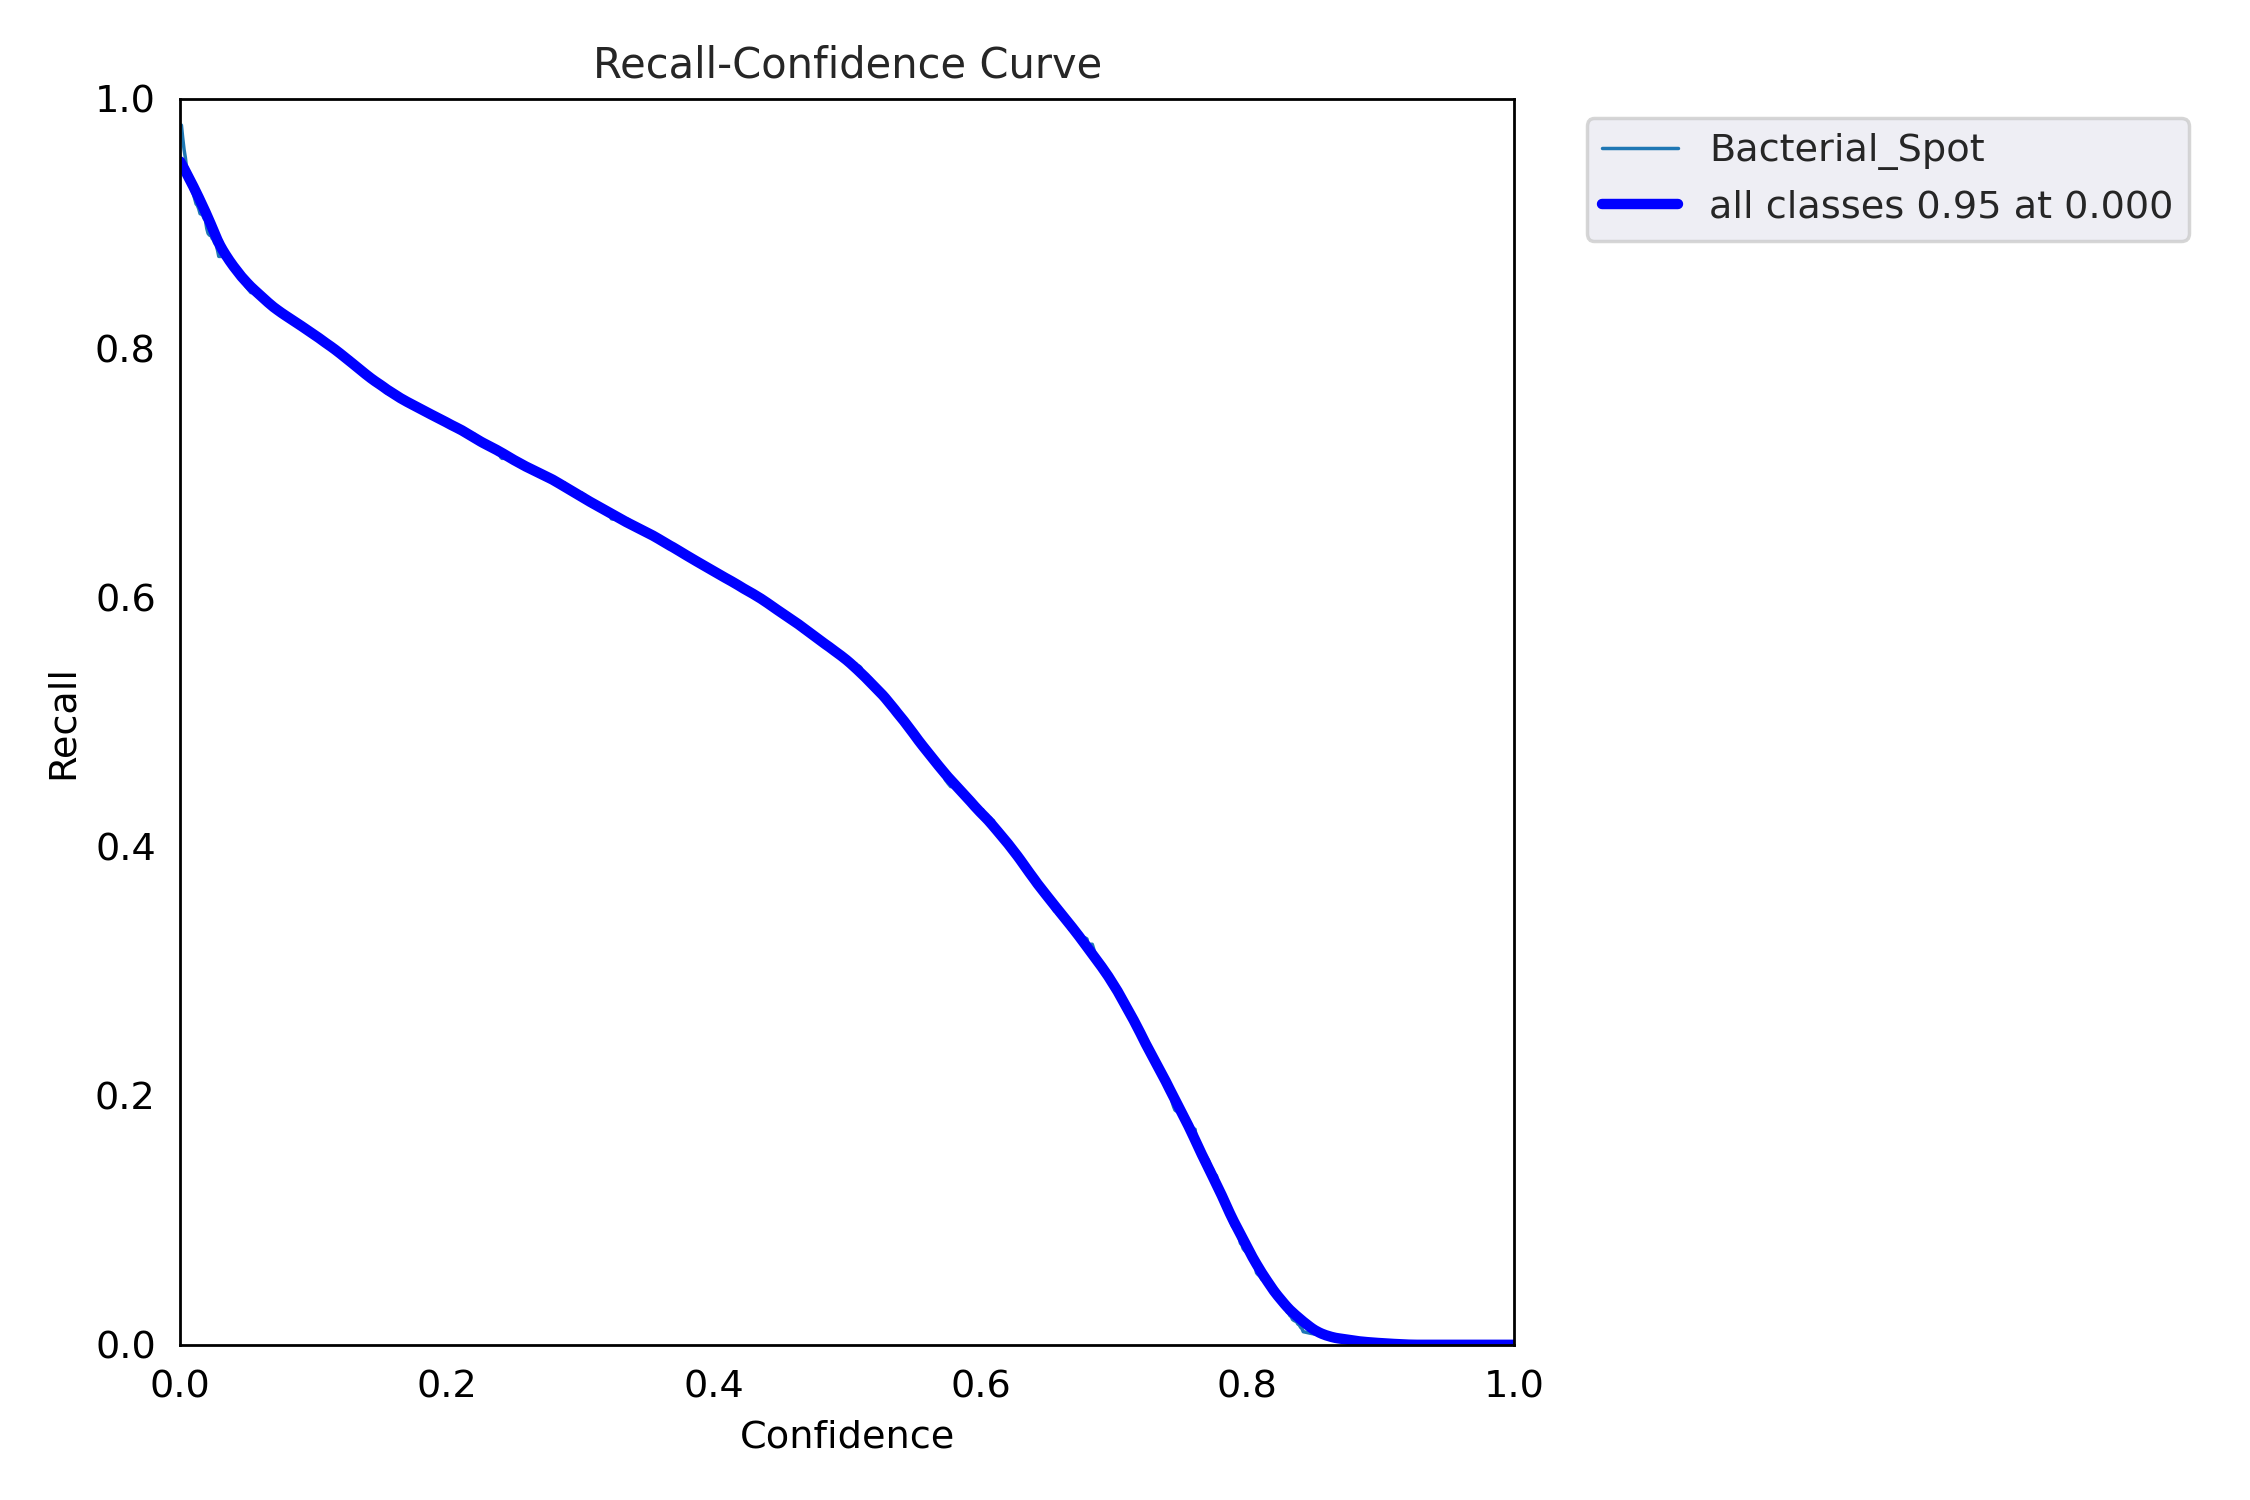 Recall-Confidence Curve
1.0
0.8
0.6
0.4
0.2
0.0
Recall
0.0 0.2 0.4 0.6 0.8 1.0
Confidence
Bacterial_Spot
all classes 0.95 at 0.000